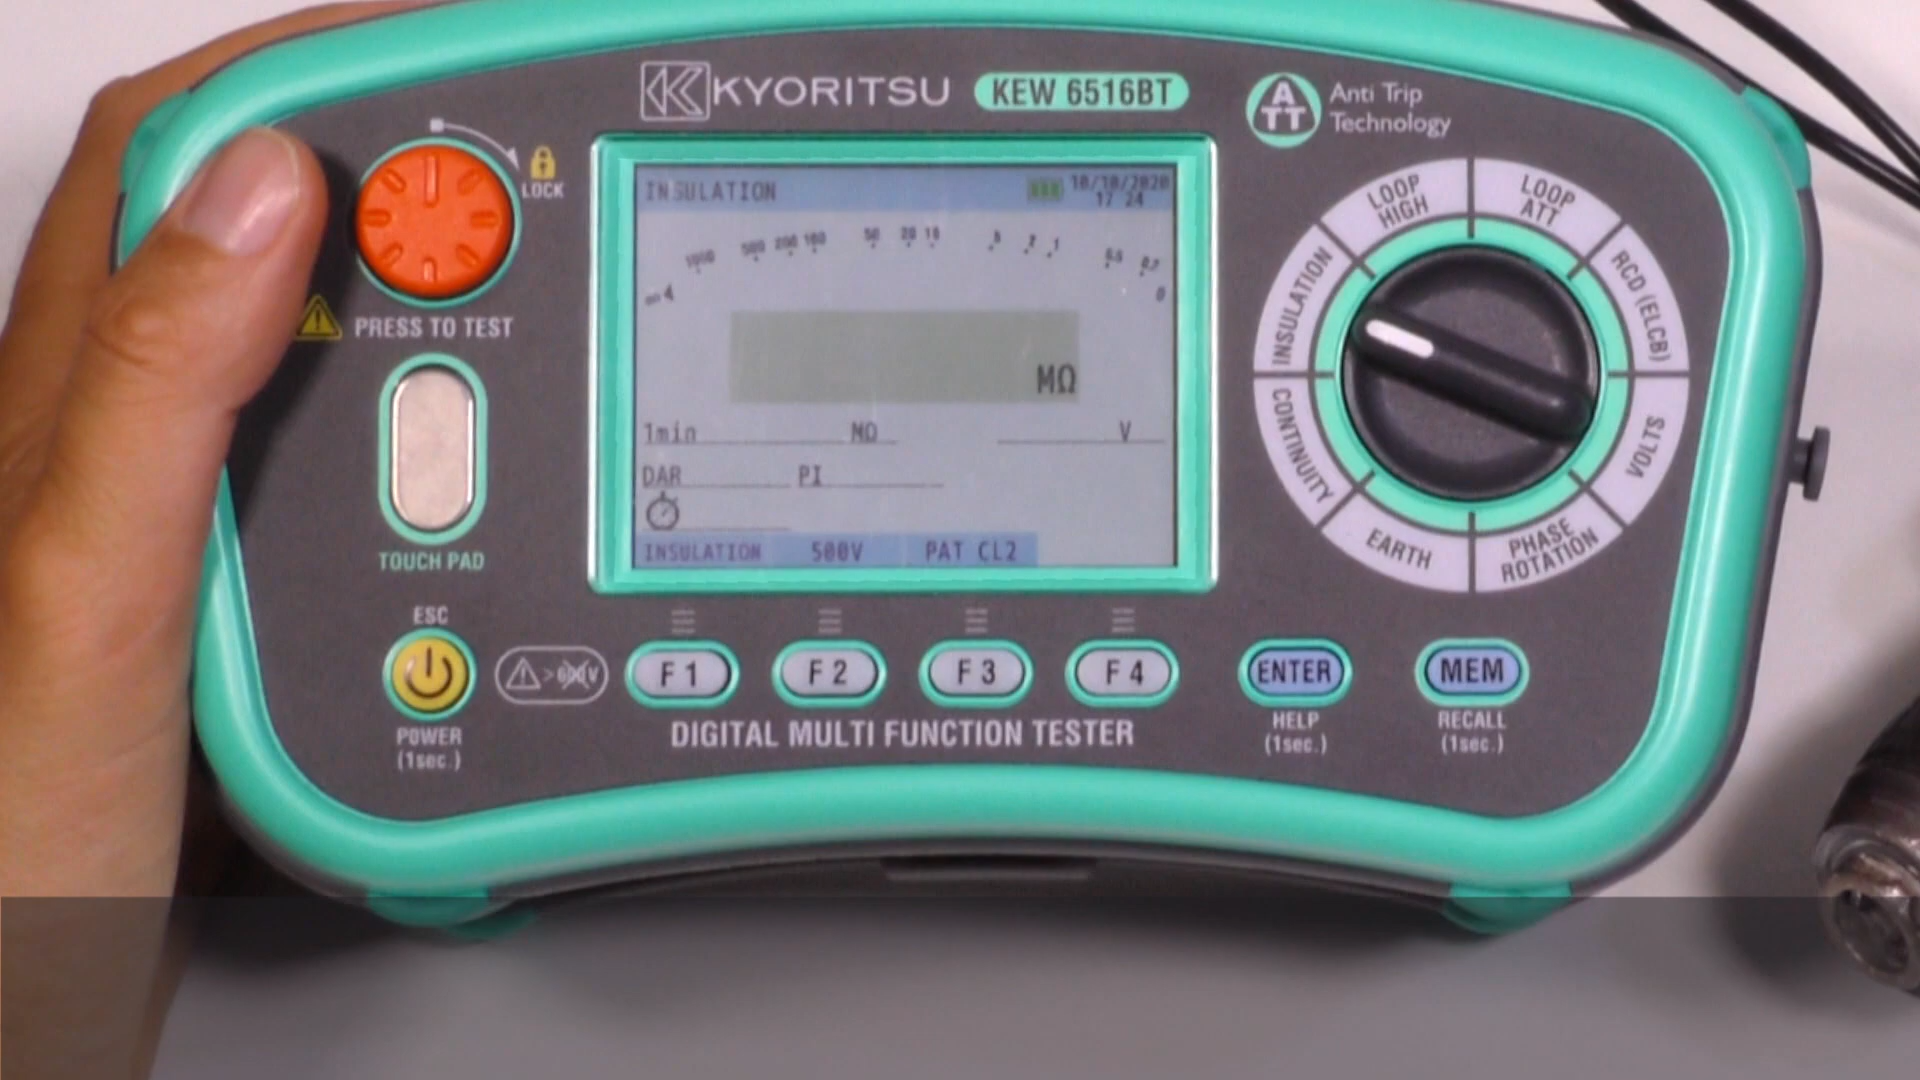 KYORITSU KEW 6516BT
ATT Anti Trip
Technology
LOCK
PRESS TO TEST
TOUCH PAD
ESC
POWER
(1sec.)
INSULATION 10/10/2020
17 24
1000 500 200 100 50 20 10 5 2 1 0.5 0.2
∞ 0
MΩ
1min MΩ V
DAR PI
INSULATION 500V PAT CL2
LOOP
HIGH
LOOP
ATT
RCD (ELCB)
VOLTS
PHASE
ROTATION
EARTH
CONTINUITY
INSULATION
>600V
F1 F2 F3 F4 ENTER MEM
DIGITAL MULTI FUNCTION TESTER
HELP
(1sec.)
RECALL
(1sec.)